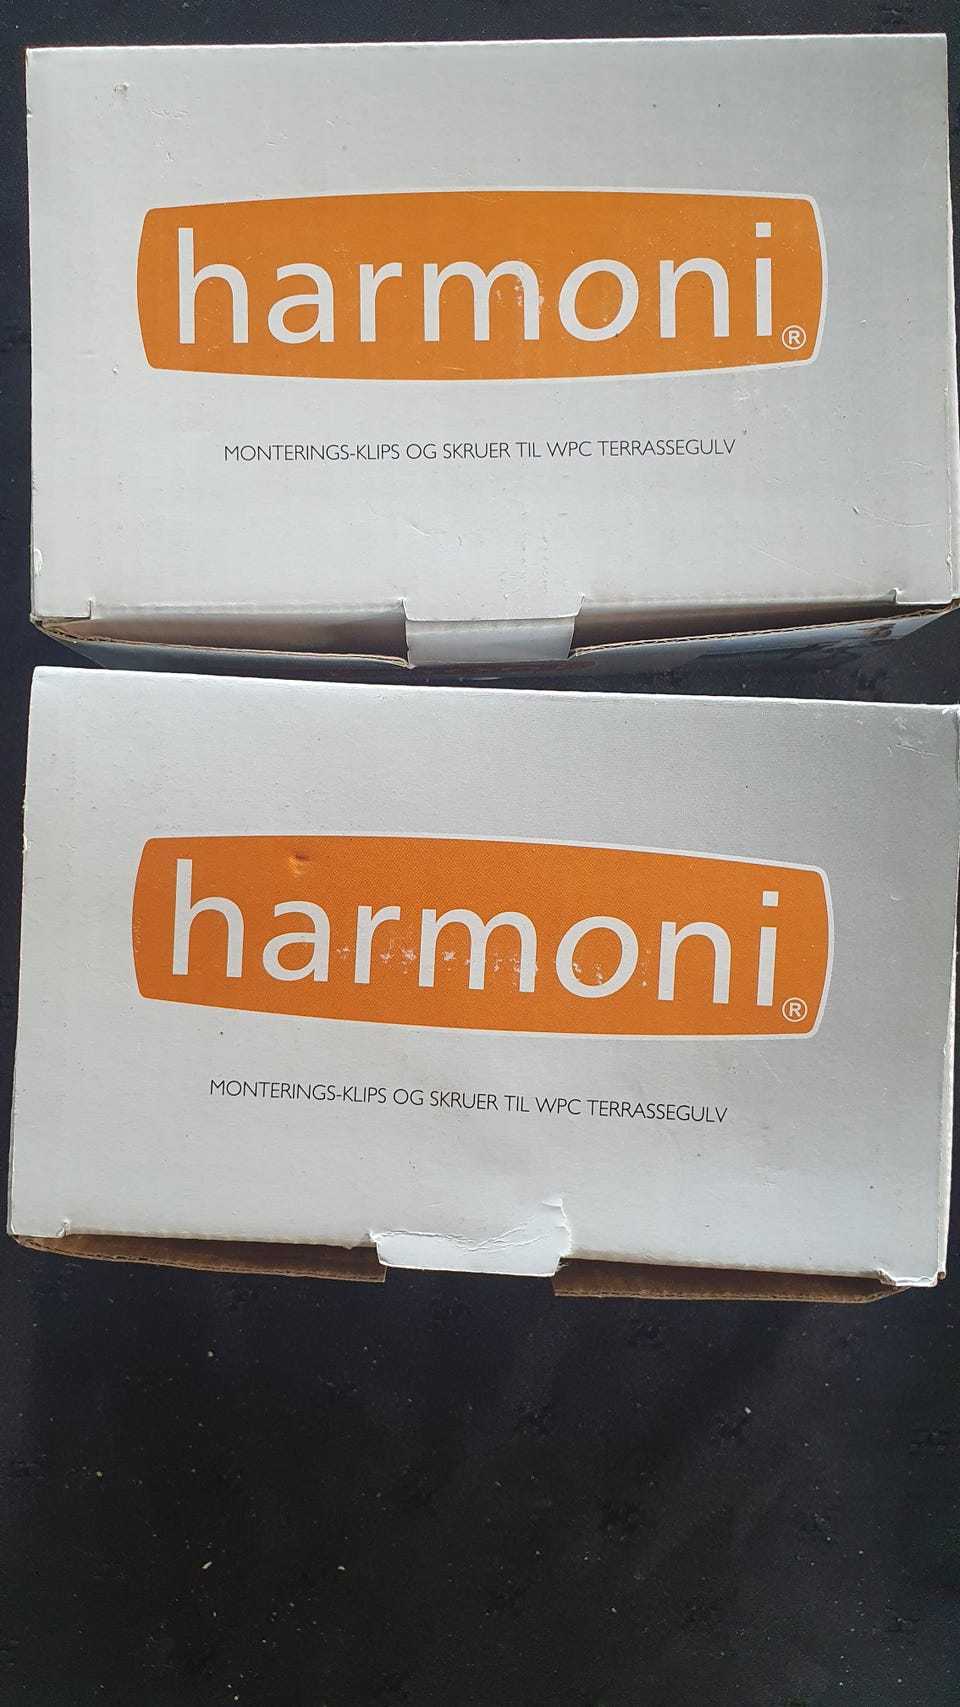 harmoni®
MONTERINGS-KLIPS OG SKRUER TIL WPC TERRASSEGULV
harmoni®
MONTERINGS-KLIPS OG SKRUER TIL WPC TERRASSEGULV